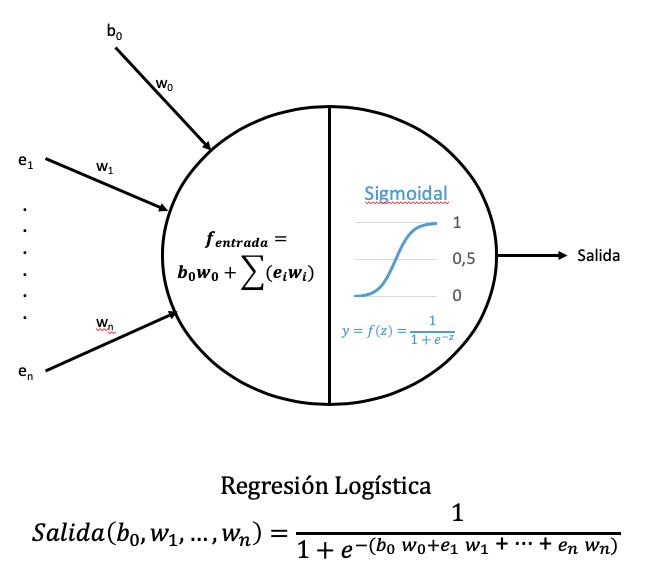 b₀
w₀
e₁
w₁
.
.
.
.
.
.
wₙ
eₙ
f_entrada =
b₀w₀ + ∑(eᵢwᵢ)
Sigmoidal
1
0,5
0
y = f(z) = 1 / (1 + e^−z)
Salida
Regresión Logística
Salida(b₀, w₁, …, wₙ) = 1 / (1 + e^−(b₀ w₀+e₁ w₁ + ⋯ + eₙ wₙ))